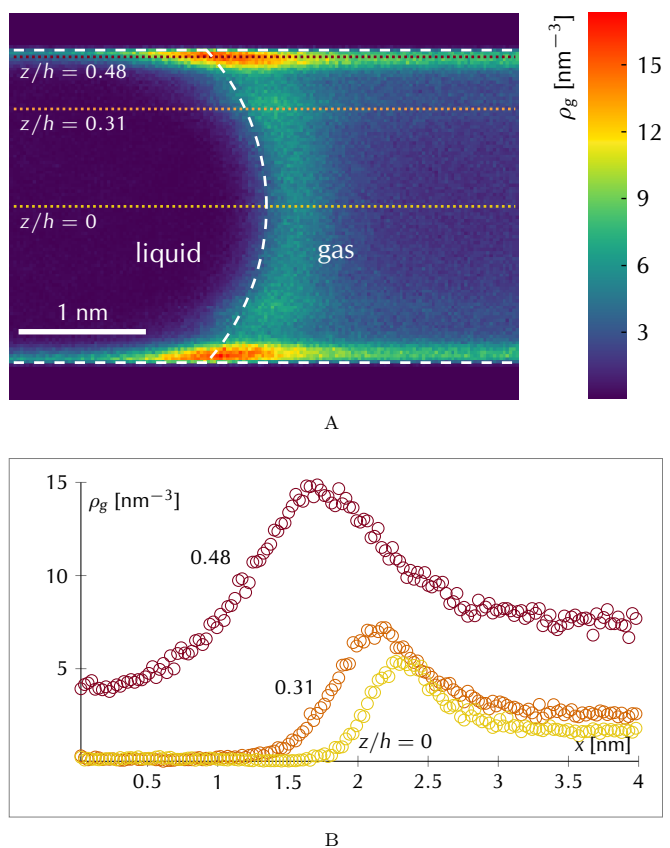 z/h = 0.48
z/h = 0.31
z/h = 0
liquid
gas
1 nm
ρg [nm−3]
15
12
9
6
3
A
15
ρg [nm−3]
0.48
10
5
0.31
z/h = 0
x [nm]
0.5
1
1.5
2
2.5
3
3.5
4
B